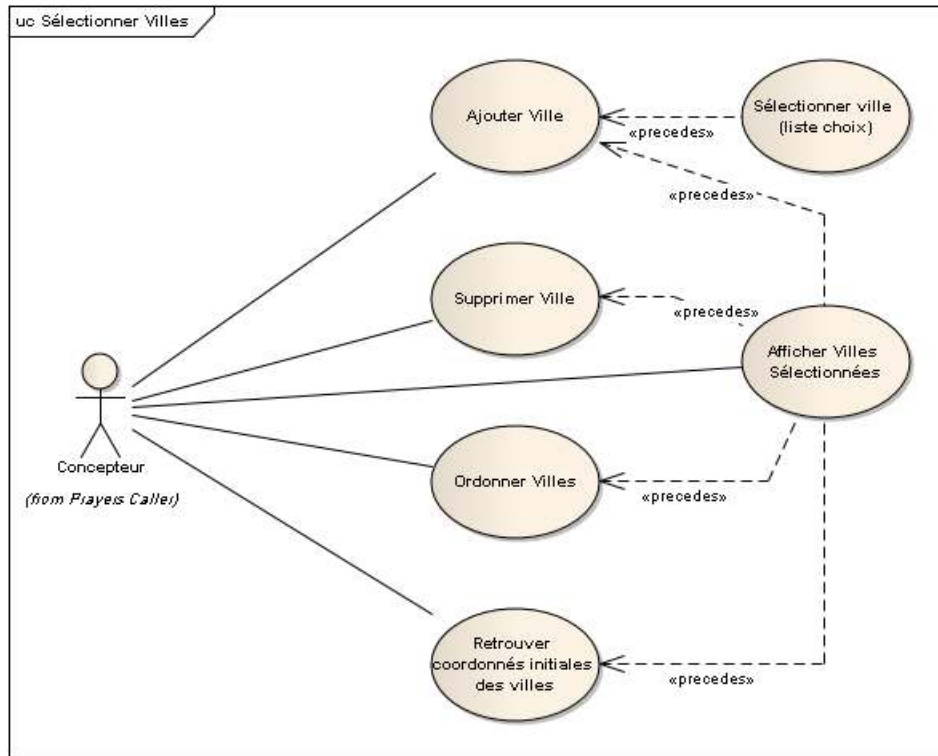 uc Sélectionner Villes
Ajouter Ville
Sélectionner ville
(liste choix)
«precedes»
«precedes»
Supprimer Ville
«precedes»
Afficher Villes
Sélectionnées
Concepteur
(from Prayers Caller)
Ordonner Villes
«precedes»
Retrouver
coordonnés initiales
des villes
«precedes»